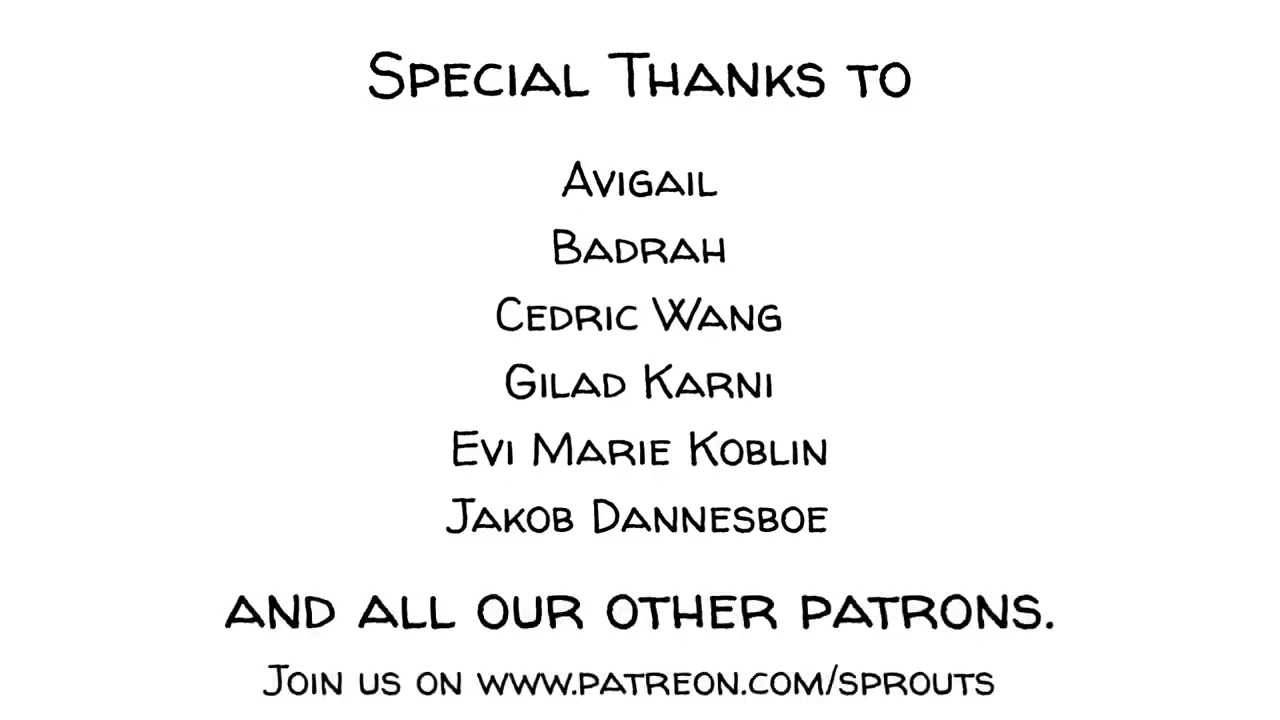 Special Thanks to
Avigail
Badrah
Cedric Wang
Gilad Karni
Evi Marie Koblin
Jakob Dannesboe
and all our other patrons.
Join us on www.patreon.com/sprouts